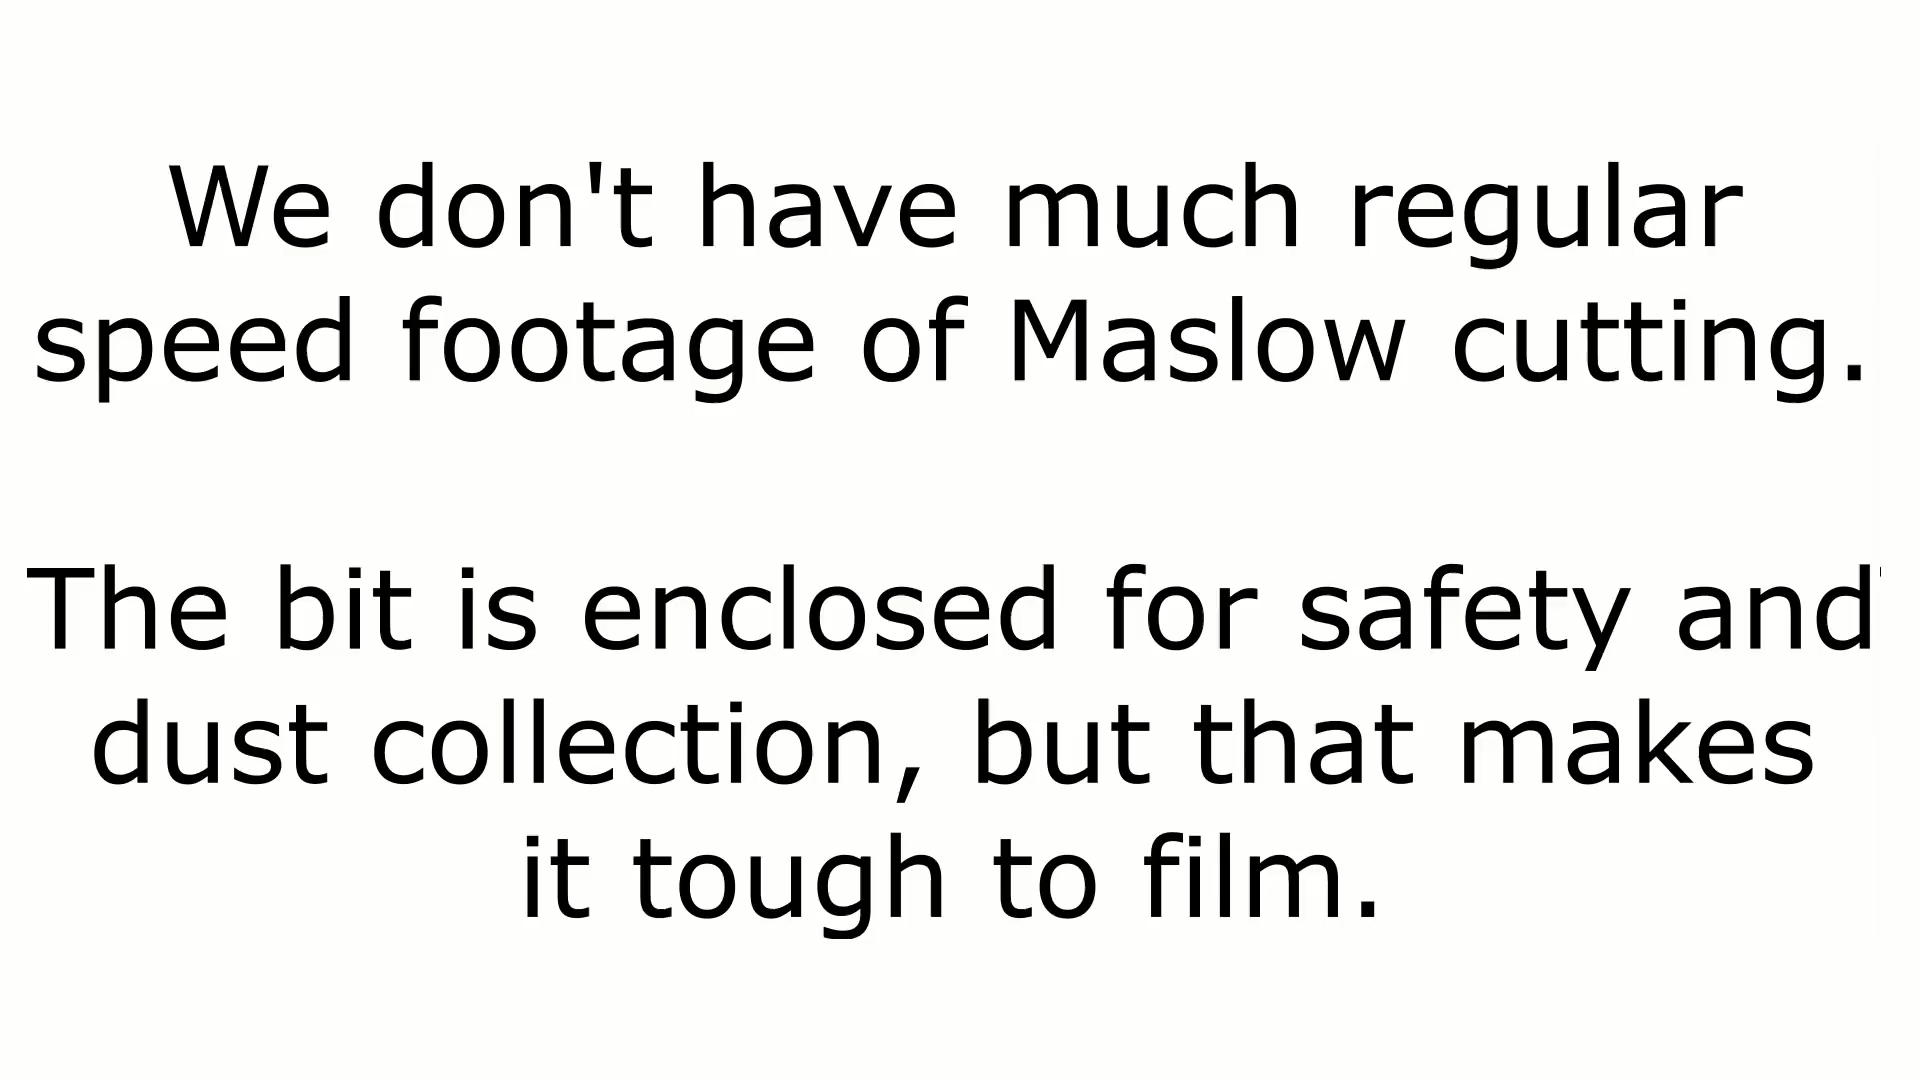 We don't have much regular
speed footage of Maslow cutting.
The bit is enclosed for safety and
dust collection, but that makes
it tough to film.